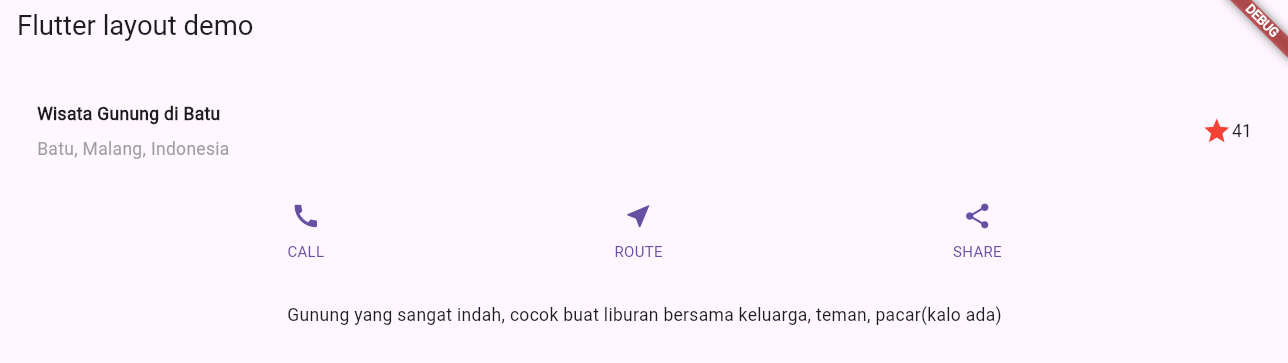 Flutter layout demo
DEBUG
Wisata Gunung di Batu
Batu, Malang, Indonesia
41
CALL
ROUTE
SHARE
Gunung yang sangat indah, cocok buat liburan bersama keluarga, teman, pacar(kalo ada)